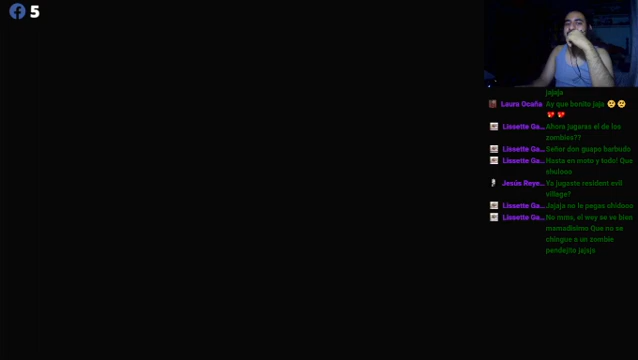 5
jajaja
Laura Ocaña Ay que bonito jaja
Lissette Ga... Ahora jugaras el de los
zombies??
Lissette Ga... Señor don guapo barbudo
Lissette Ga... Hasta en moto y todo! Que
shulooo
Jesús Reye... Ya jugaste resident evil
village?
Lissette Ga... Jajaja no le pegas chidooo
Lissette Ga... No mms, el wey se ve bien
mamadisimo Que no se
chingue a un zombie
pendejito jajaja